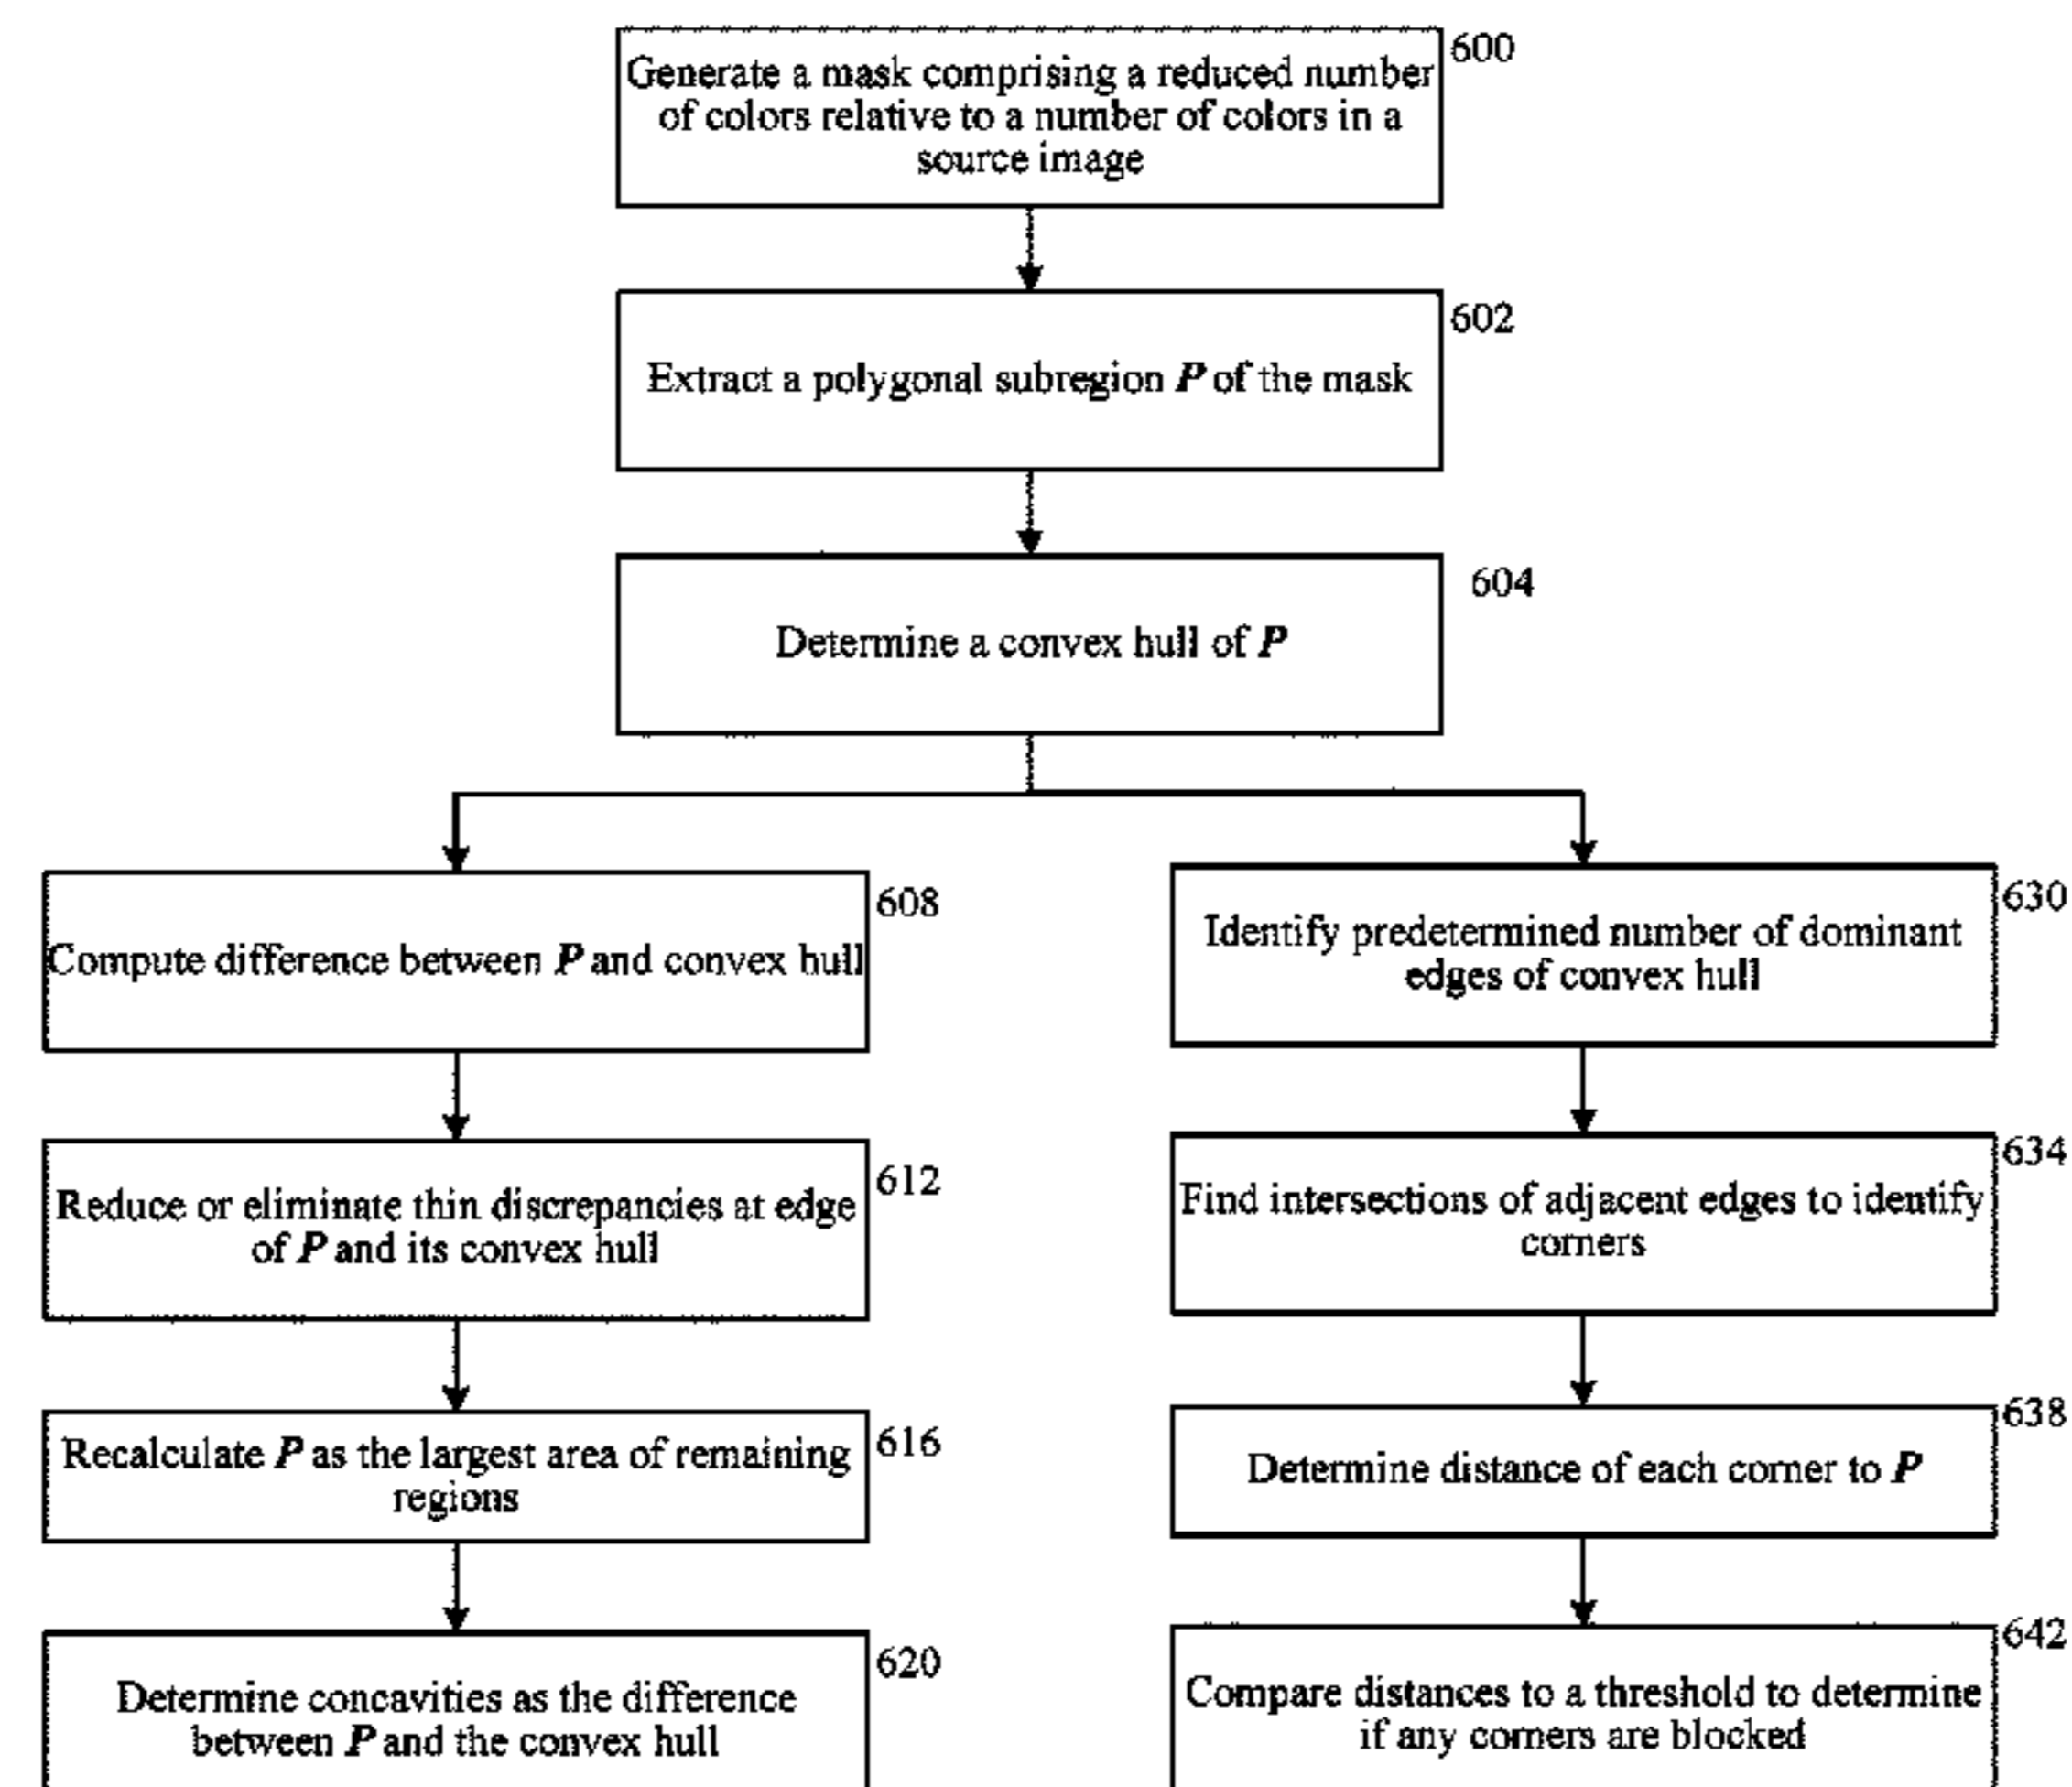 600
Generate a mask comprising a reduced number
of colors relative to a number of colors in a
source image
602
Extract a polygonal subregion P of the mask
604
Determine a convex hull of P
608
Compute difference between P and convex hull
612
Reduce or eliminate thin discrepancies at edge
of P and its convex hull
616
Recalculate P as the largest area of remaining
regions
620
Determine concavities as the difference
between P and the convex hull
630
Identify predetermined number of dominant
edges of convex hull
634
Find intersections of adjacent edges to identify
corners
638
Determine distance of each corner to P
642
Compare distances to a threshold to determine
if any corners are blocked